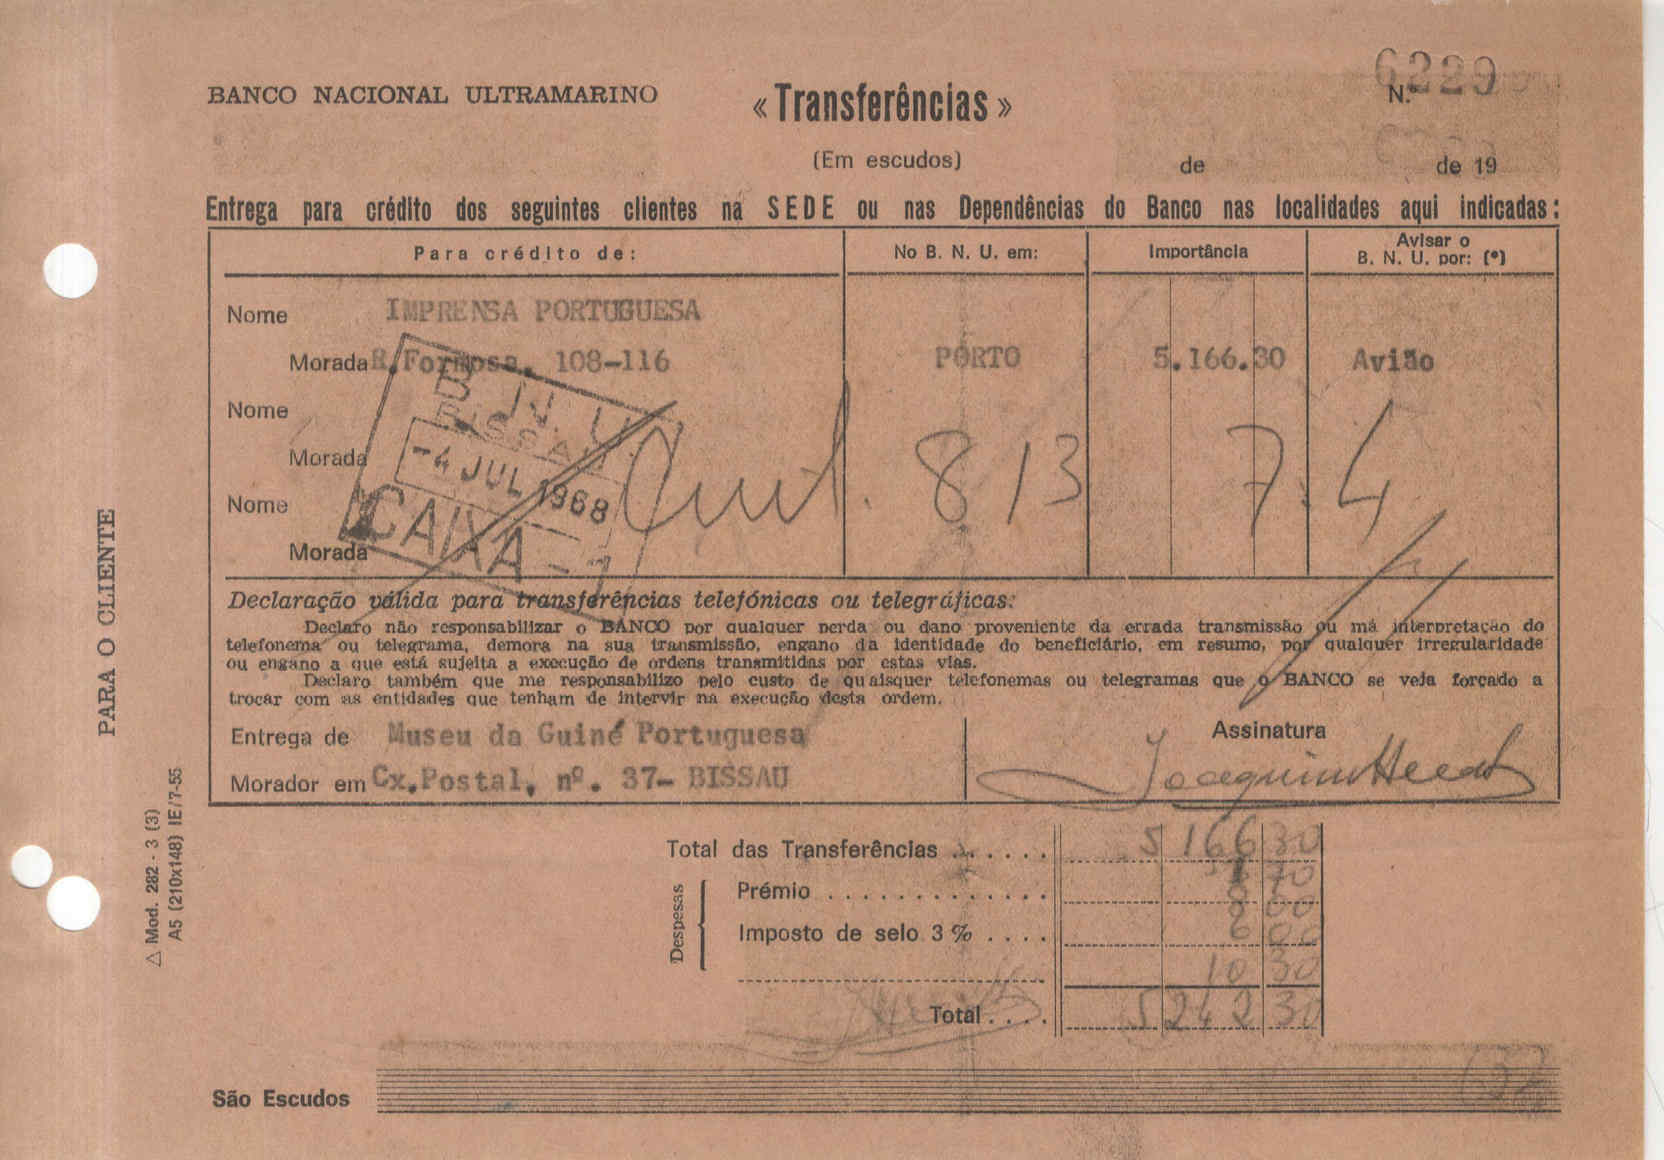 6229
BANCO NACIONAL ULTRAMARINO
«Transferências»
N.º
(Em escudos)
de de 19
Entrega para crédito dos seguintes clientes na SEDE ou nas Dependências do Banco nas localidades aqui indicadas:
Para crédito de: No B. N. U. em: Importância Avisar o B. N. U. por: (*)
Nome IMPRENSA PORTUGUESA
Morada R.Formosa, 108-116 PÔRTO 5.166.30 Avião
Nome
Morada
Nome
Morada
B. N. U.
BISSAU
-4 JUL 1968
CAIXA - 1
813 7.4
Declaração válida para transferências telefónicas ou telegráficas:
Declaro não responsabilizar o BANCO por qualquer perda ou dano proveniente da errada transmissão ou má interpretação do
telefonema ou telegrama, demora na sua transmissão, engano da identidade do beneficiário, em resumo, por qualquer irregularidade
ou engano a que está sujeita a execução de ordens transmitidas por estas vias.
Declaro também que me responsabilizo pelo custo de quaisquer telefonemas ou telegramas que o BANCO se veja forçado a
trocar com as entidades que tenham de intervir na execução desta ordem.
Entrega de Museu da Guiné Portuguesa
Assinatura
Morador em Cx.Postal, nº. 37- BISSAU
Total das Transferências . . . . . . 5 166 30
Despesas
Prémio . . . . . . . . . . . . .
Imposto de selo 3% . . . . 6 00
10 30
Total . . . . 5 242 30
São Escudos
PARA O CLIENTE
△ Mod. 282 - 3 (3)
A5 (210x148) IE/7-55